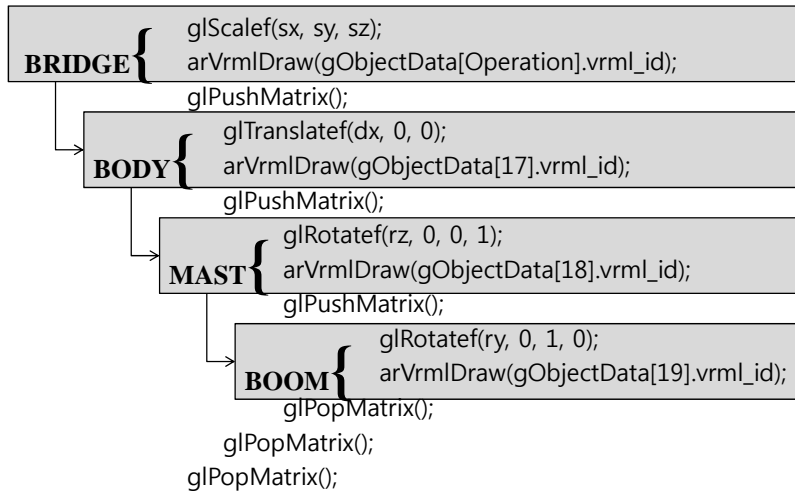 glScalef(sx, sy, sz);
BRIDGE{ arVrmlDraw(gObjectData[Operation].vrml_id);
glPushMatrix();
glTranslatef(dx, 0, 0);
BODY{ arVrmlDraw(gObjectData[17].vrml_id);
glPushMatrix();
glRotatef(rz, 0, 0, 1);
MAST{ arVrmlDraw(gObjectData[18].vrml_id);
glPushMatrix();
glRotatef(ry, 0, 1, 0);
BOOM{ arVrmlDraw(gObjectData[19].vrml_id);
glPopMatrix();
glPopMatrix();
glPopMatrix();